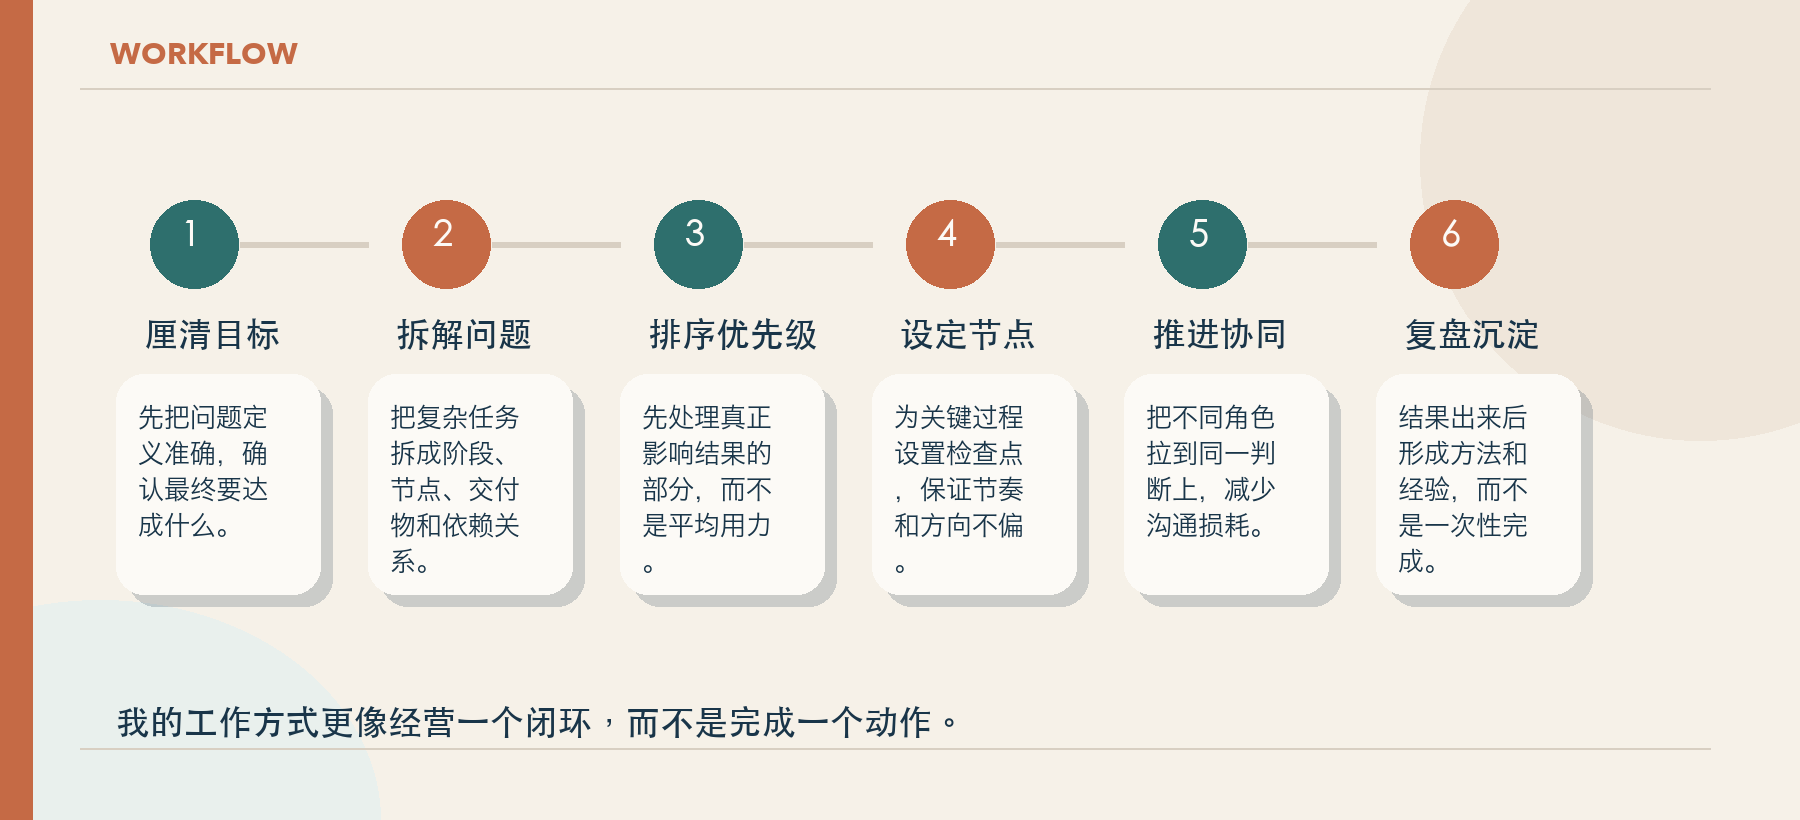 WORKFLOW
1
2
3
4
5
6
厘清目标
拆解问题
排序优先级
设定节点
推进协同
复盘沉淀
先把问题定
义准确，确
认最终要达
成什么。
把复杂任务
拆成阶段、
节点、交付
物和依赖关
系。
先处理真正
影响结果的
部分，而不
是平均用力
。
为关键过程
设置检查点
，保证节奏
和方向不偏
。
把不同角色
拉到同一判
断上，减少
沟通损耗。
结果出来后
形成方法和
经验，而不
是一次性完
成。
我的工作方式更像经营一个闭环，而不是完成一个动作。